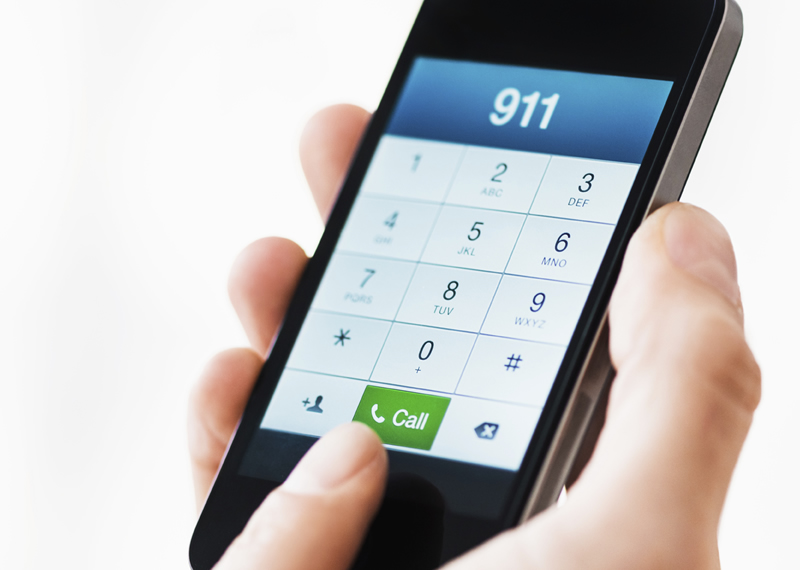 911
1 2 3
ABC DEF
4 5 6
GHI JKL MNO
7 8 9
PQRS TUV WXYZ
* 0 #
+
+ Call